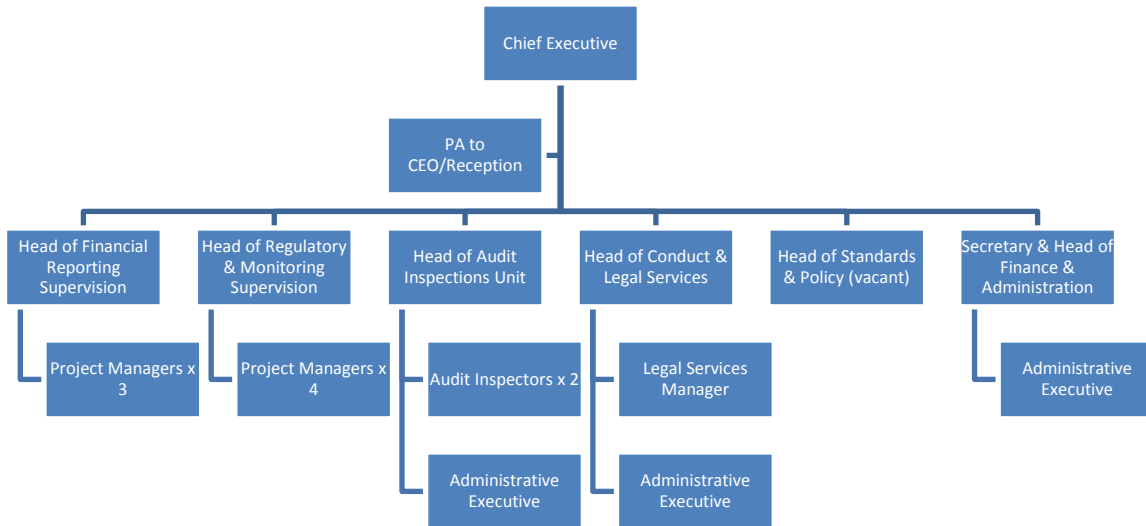 Chief Executive
PA to
CEO/Reception
Head of Financial
Reporting
Supervision
Head of Regulatory
& Monitoring
Supervision
Head of Audit
Inspections Unit
Head of Conduct &
Legal Services
Head of Standards
& Policy (vacant)
Secretary & Head of
Finance &
Administration
Project Managers x
3
Project Managers x
4
Audit Inspectors x 2
Legal Services
Manager
Administrative
Executive
Administrative
Executive
Administrative
Executive